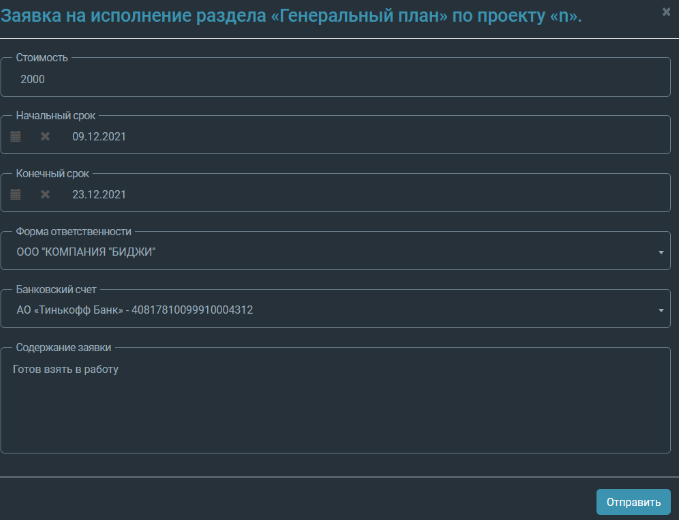 Заявка на исполнение раздела «Генеральный план» по проекту «n».
Стоимость
2000
Начальный срок
09.12.2021
Конечный срок
23.12.2021
Форма ответственности
ООО "КОМПАНИЯ "БИДЖИ"
Банковский счет
АО «Тинькофф Банк» - 40817810099910004312
Содержание заявки
Готов взять в работу
Отправить